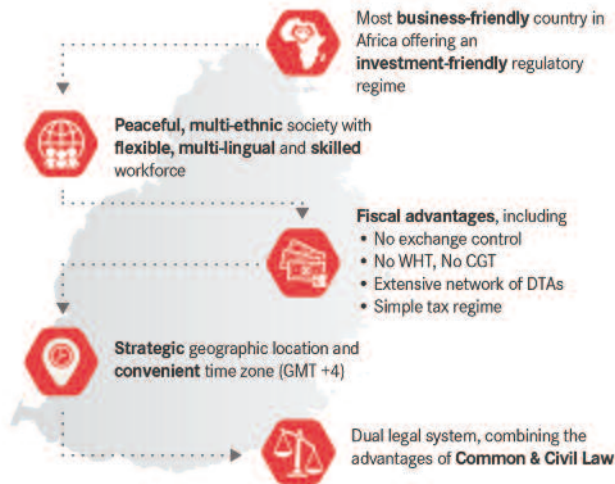 Most business-friendly country in
Africa offering an
investment-friendly regulatory
regime
Peaceful, multi-ethnic society with
flexible, multi-lingual and skilled
workforce
Fiscal advantages, including
• No exchange control
• No WHT, No CGT
• Extensive network of DTAs
• Simple tax regime
Strategic geographic location and
convenient time zone (GMT +4)
Dual legal system, combining the
advantages of Common & Civil Law